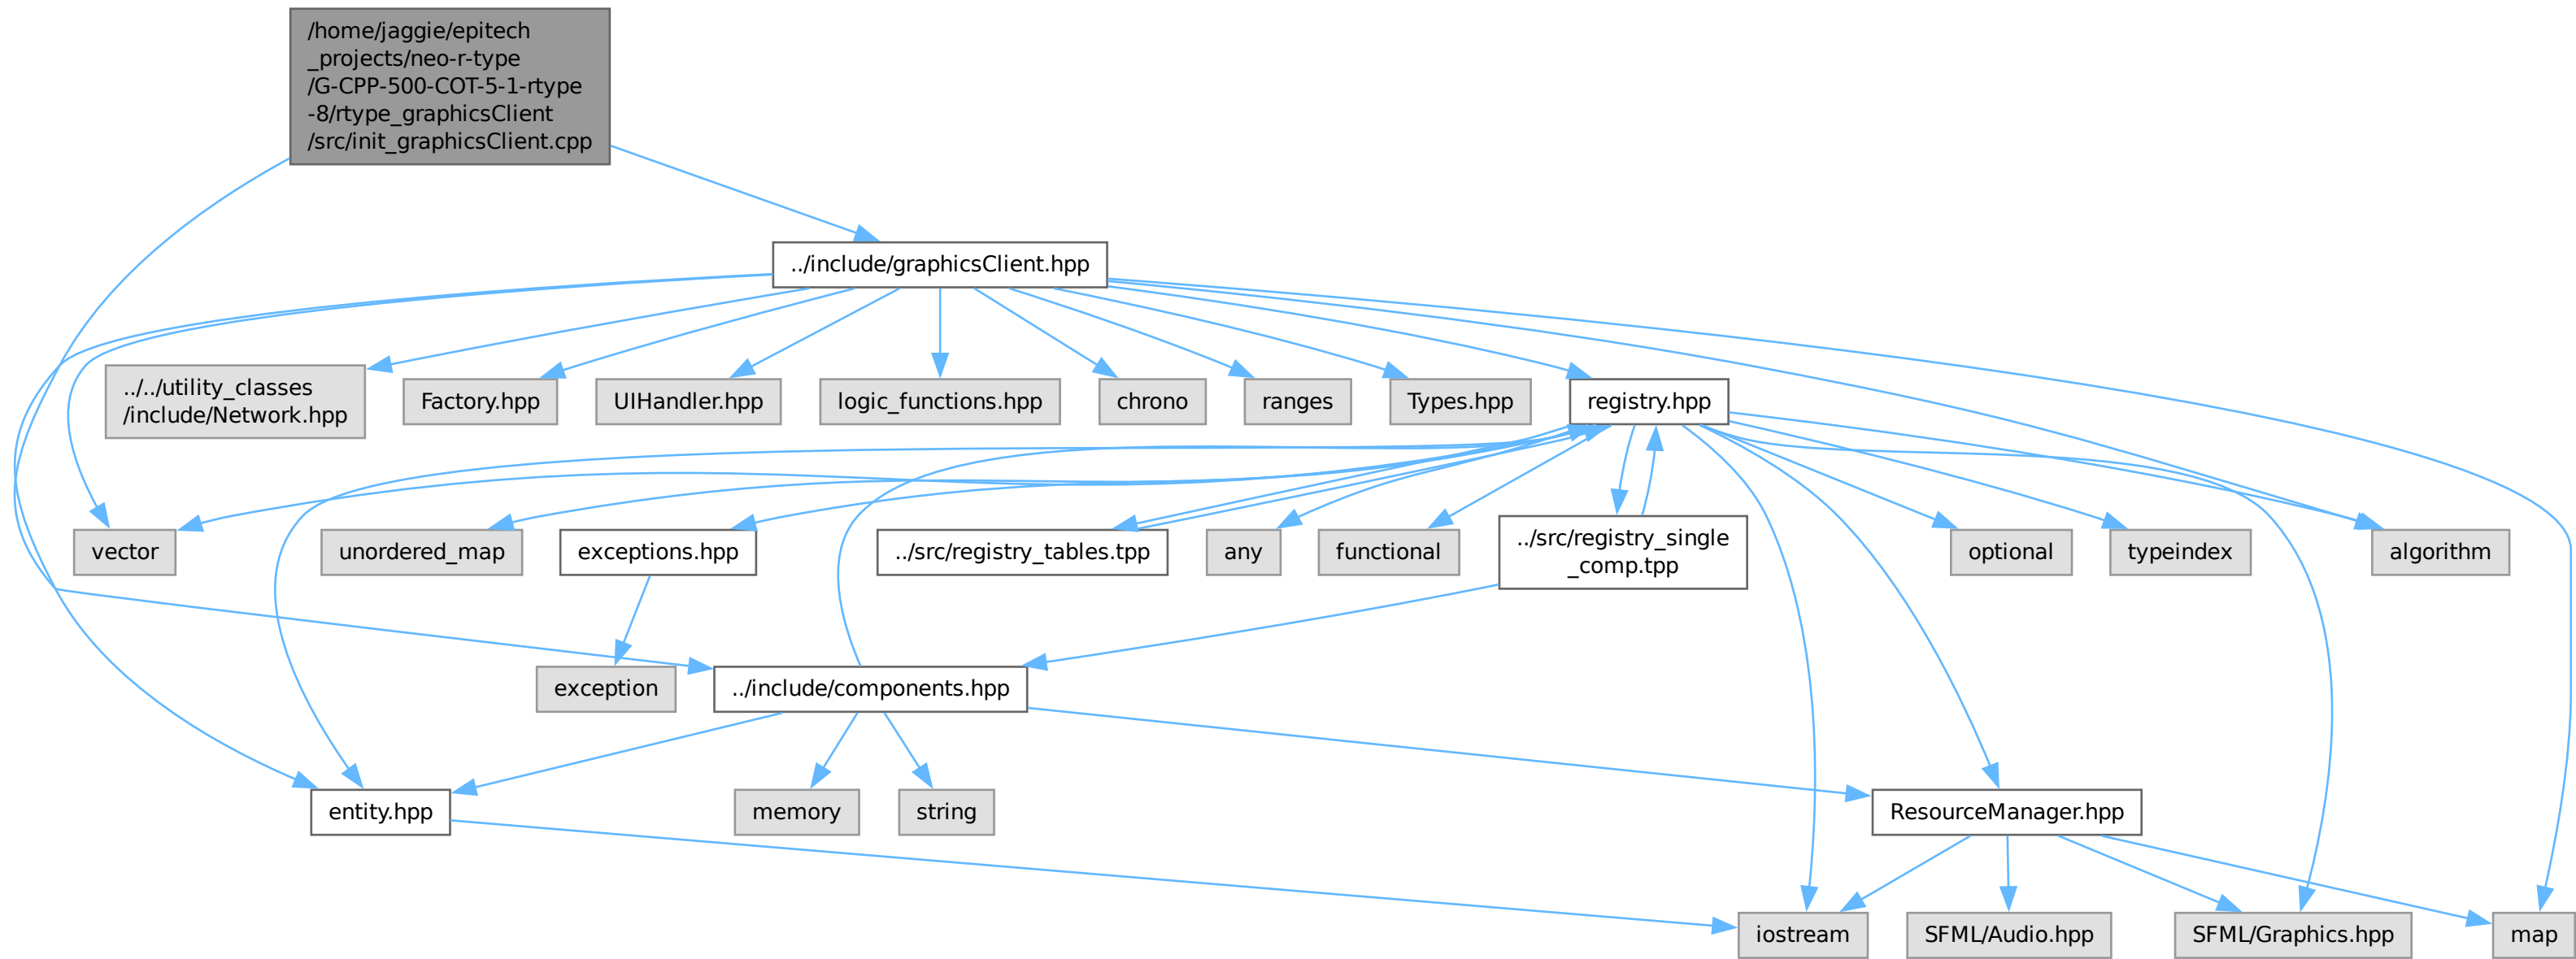 /home/jaggie/epitech
_projects/neo-r-type
/G-CPP-500-COT-5-1-rtype
-8/rtype_graphicsClient
/src/init_graphicsClient.cpp
../include/graphicsClient.hpp
../../utility_classes
/include/Network.hpp
Factory.hpp
UIHandler.hpp
logic_functions.hpp
chrono
ranges
Types.hpp
registry.hpp
vector
unordered_map
exceptions.hpp
../src/registry_tables.tpp
any
functional
../src/registry_single
_comp.tpp
optional
typeindex
algorithm
exception
../include/components.hpp
entity.hpp
memory
string
ResourceManager.hpp
iostream
SFML/Audio.hpp
SFML/Graphics.hpp
map